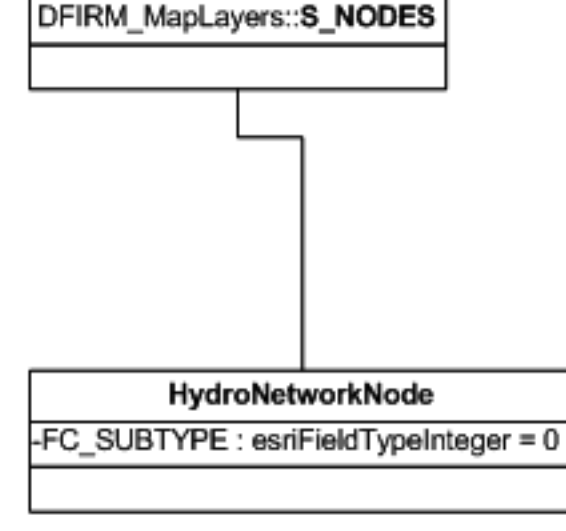 DFIRM_MapLayers::S_NODES
HydroNetworkNode
-FC_SUBTYPE : esriFieldTypeInteger = 0